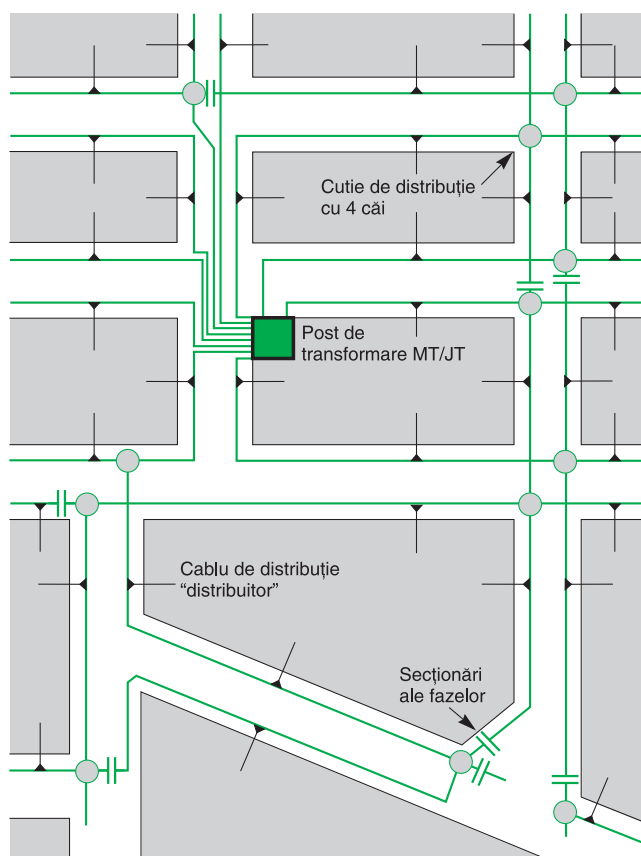 Cutie de distribuție
cu 4 căi
Post de
transformare MT/JT
Cablu de distribuție
“distribuitor”
Secționări
ale fazelor